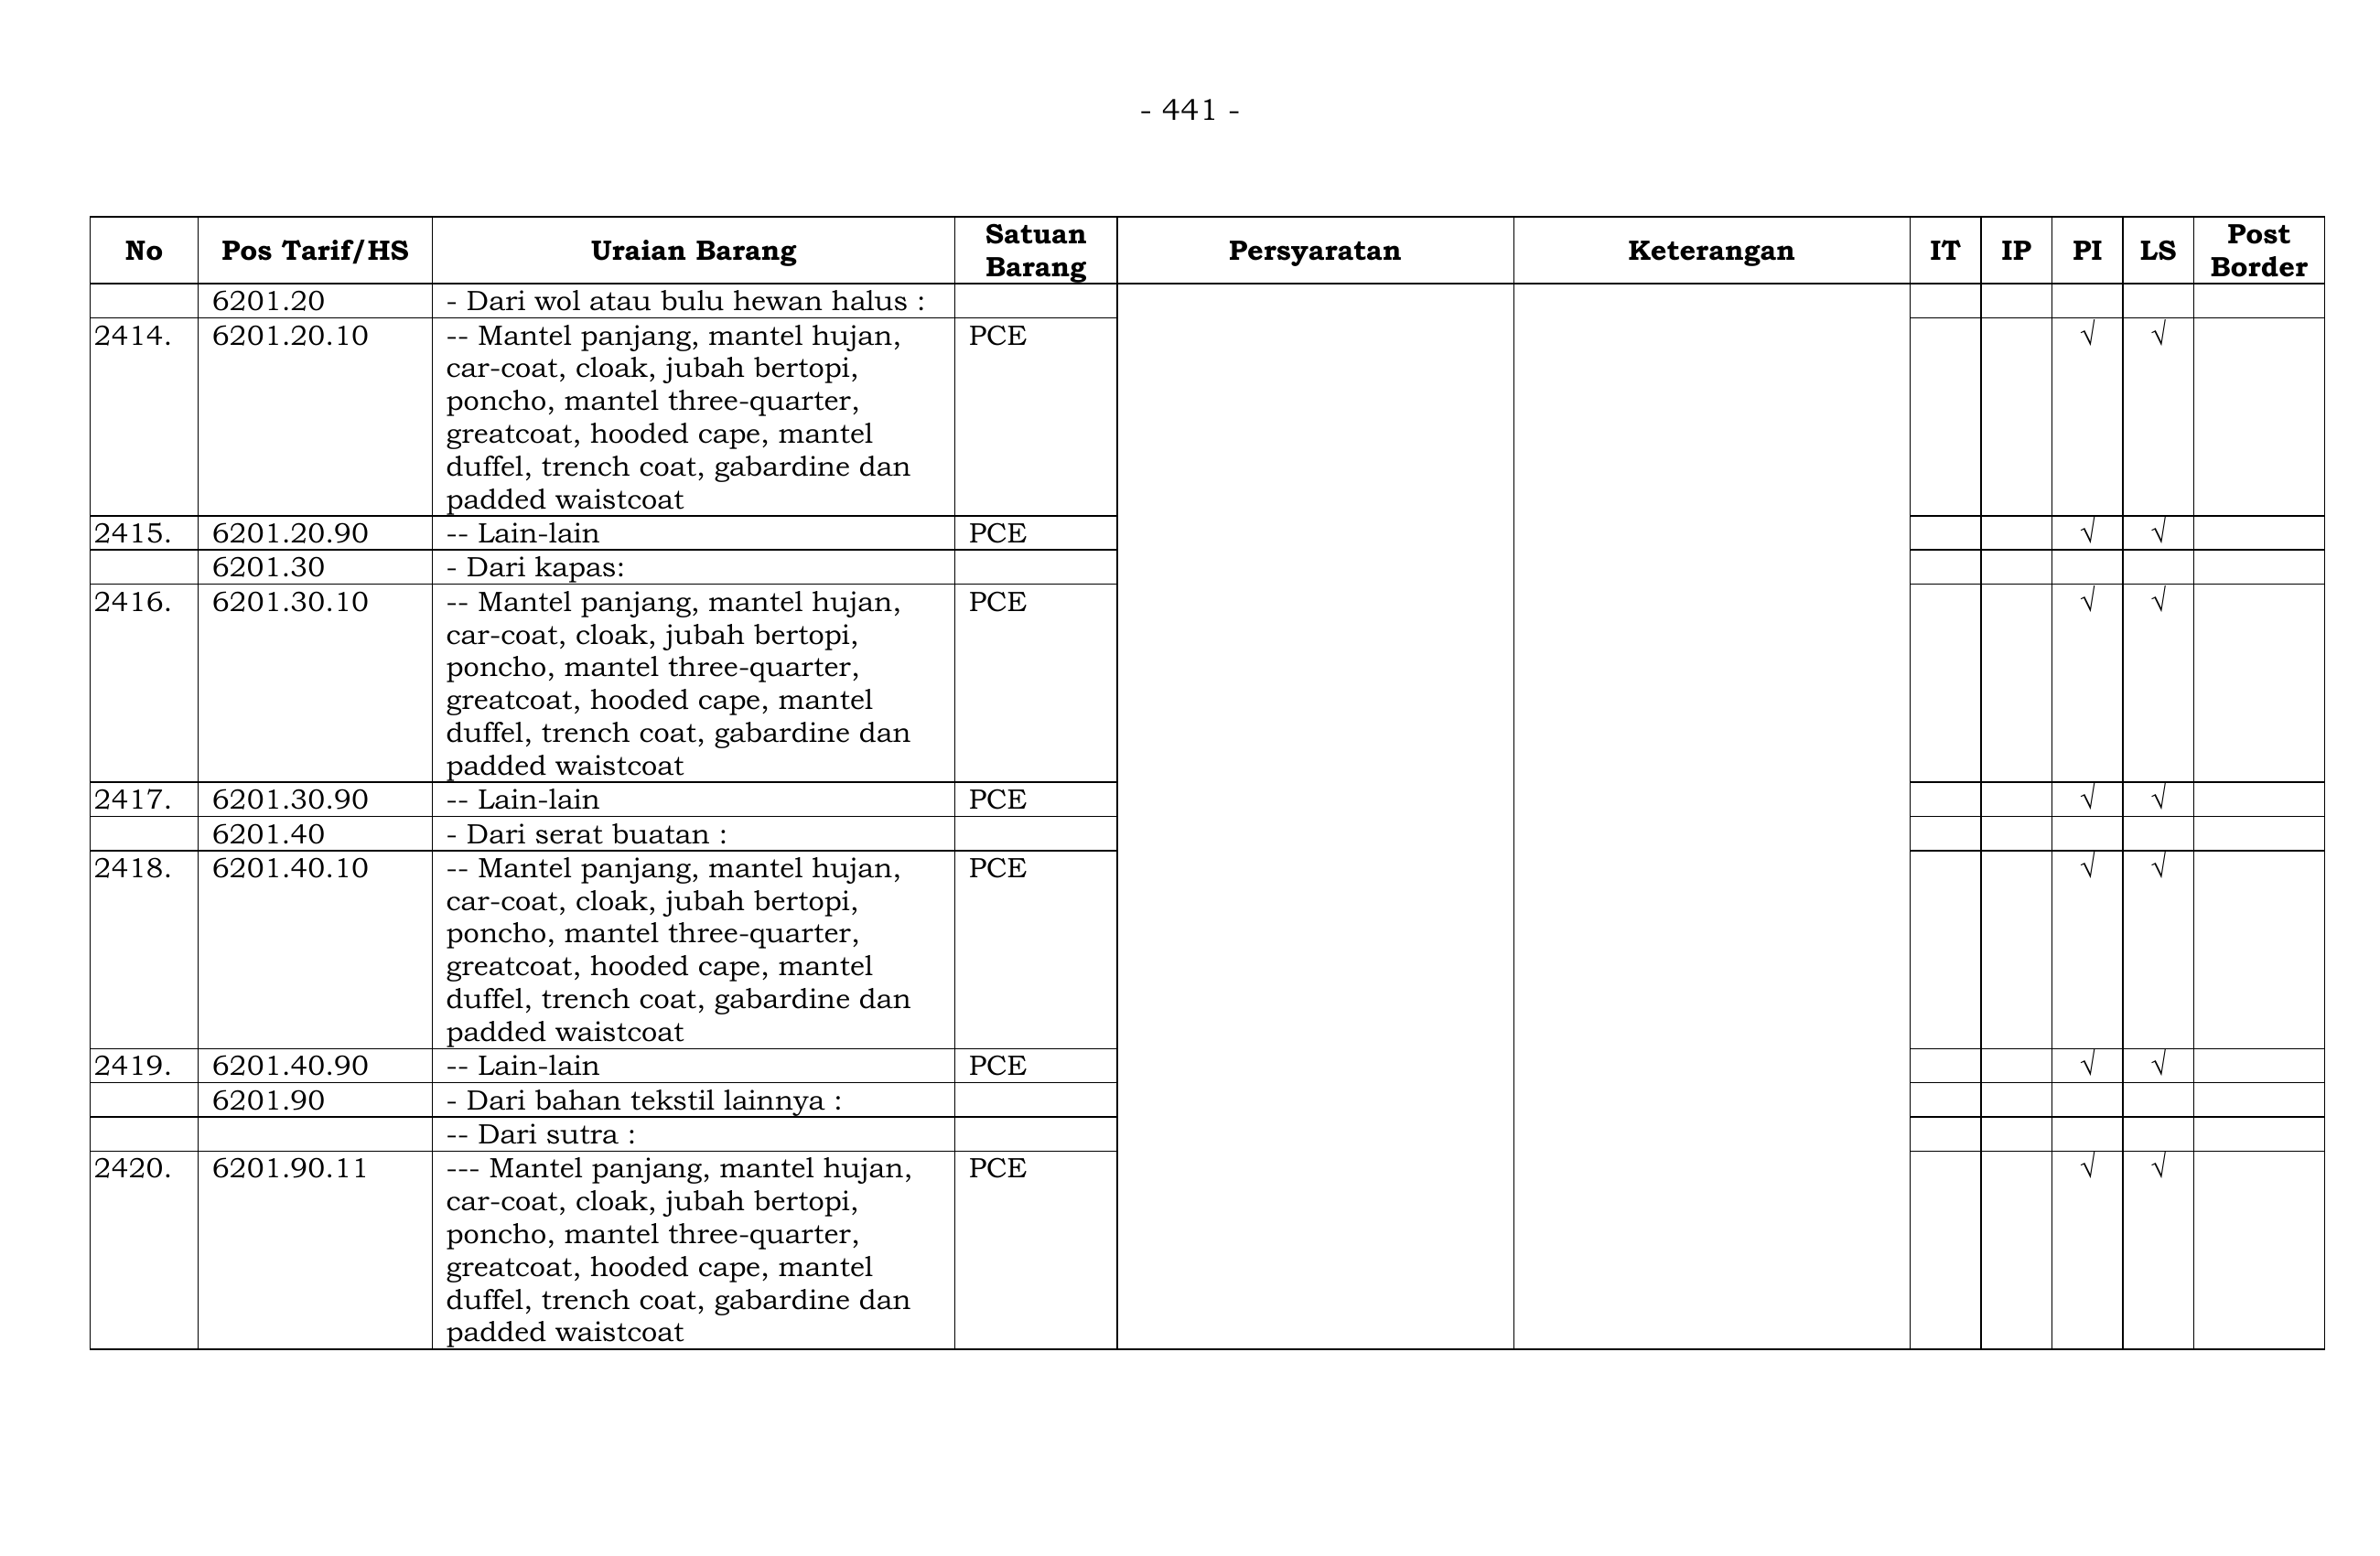 - 441 -
No Pos Tarif/HS Uraian Barang Satuan Barang Persyaratan Keterangan IT IP PI LS Post Border
6201.20 - Dari wol atau bulu hewan halus :
2414. 6201.20.10 -- Mantel panjang, mantel hujan, PCE √ √
car-coat, cloak, jubah bertopi,
poncho, mantel three-quarter,
greatcoat, hooded cape, mantel
duffel, trench coat, gabardine dan
padded waistcoat
2415. 6201.20.90 -- Lain-lain PCE √ √
6201.30 - Dari kapas:
2416. 6201.30.10 -- Mantel panjang, mantel hujan, PCE √ √
car-coat, cloak, jubah bertopi,
poncho, mantel three-quarter,
greatcoat, hooded cape, mantel
duffel, trench coat, gabardine dan
padded waistcoat
2417. 6201.30.90 -- Lain-lain PCE √ √
6201.40 - Dari serat buatan :
2418. 6201.40.10 -- Mantel panjang, mantel hujan, PCE √ √
car-coat, cloak, jubah bertopi,
poncho, mantel three-quarter,
greatcoat, hooded cape, mantel
duffel, trench coat, gabardine dan
padded waistcoat
2419. 6201.40.90 -- Lain-lain PCE √ √
6201.90 - Dari bahan tekstil lainnya :
-- Dari sutra :
2420. 6201.90.11 --- Mantel panjang, mantel hujan, PCE √ √
car-coat, cloak, jubah bertopi,
poncho, mantel three-quarter,
greatcoat, hooded cape, mantel
duffel, trench coat, gabardine dan
padded waistcoat